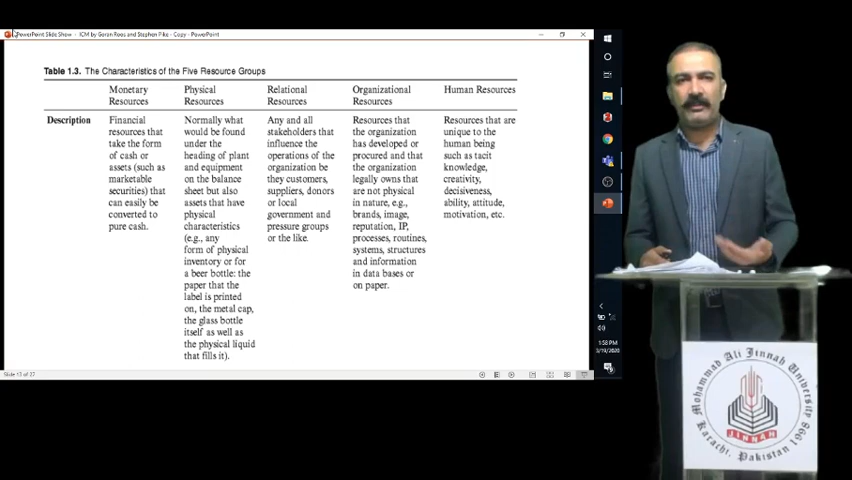 PowerPoint Slide Show - ICM by Goran Roos and Stephen Pike - Copy - PowerPoint
Table 1.3. The Characteristics of the Five Resource Groups
Monetary
Resources
Physical
Resources
Relational
Resources
Organizational
Resources
Human Resources
Description
Financial
resources that
take the form
of cash or
assets (such as
marketable
securities) that
can easily be
converted to
pure cash.
Normally what
would be found
under the
heading of plant
and equipment
on the balance
sheet but also
assets that have
physical
characteristics
(e.g., any
form of physical
inventory or for
a beer bottle: the
paper that the
label is printed
on, the metal cap,
the glass bottle
itself as well as
the physical liquid
that fills it).
Any and all
stakeholders that
influence the
operations of the
organization be
they customers,
suppliers, donors
or local
government and
pressure groups
or the like.
Resources that
the organization
has developed or
procured and that
the organization
legally owns that
are not physical
in nature, e.g.,
brands, image,
reputation, IP,
processes, routines,
systems, structures
and information
in data bases or
on paper.
Resources that are
unique to the
human being
such as tacit
knowledge,
creativity,
decisiveness,
ability, attitude,
motivation, etc.
Slide 13 of 27
1:58 PM
3/19/2020
Mohammad Ali Jinnah University
JINNAH
Karachi, Pakistan 1998